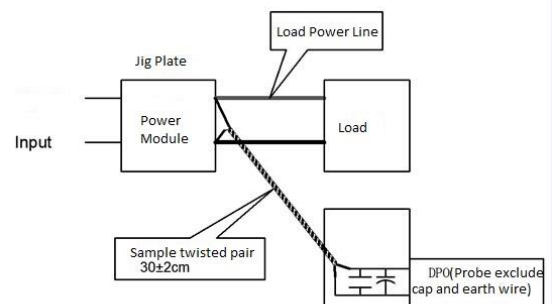 Load Power Line
Jig Plate
Power
Module
Load
Input
Sample twisted pair
30±2cm
DPO(Probe exclude
cap and earth wire)